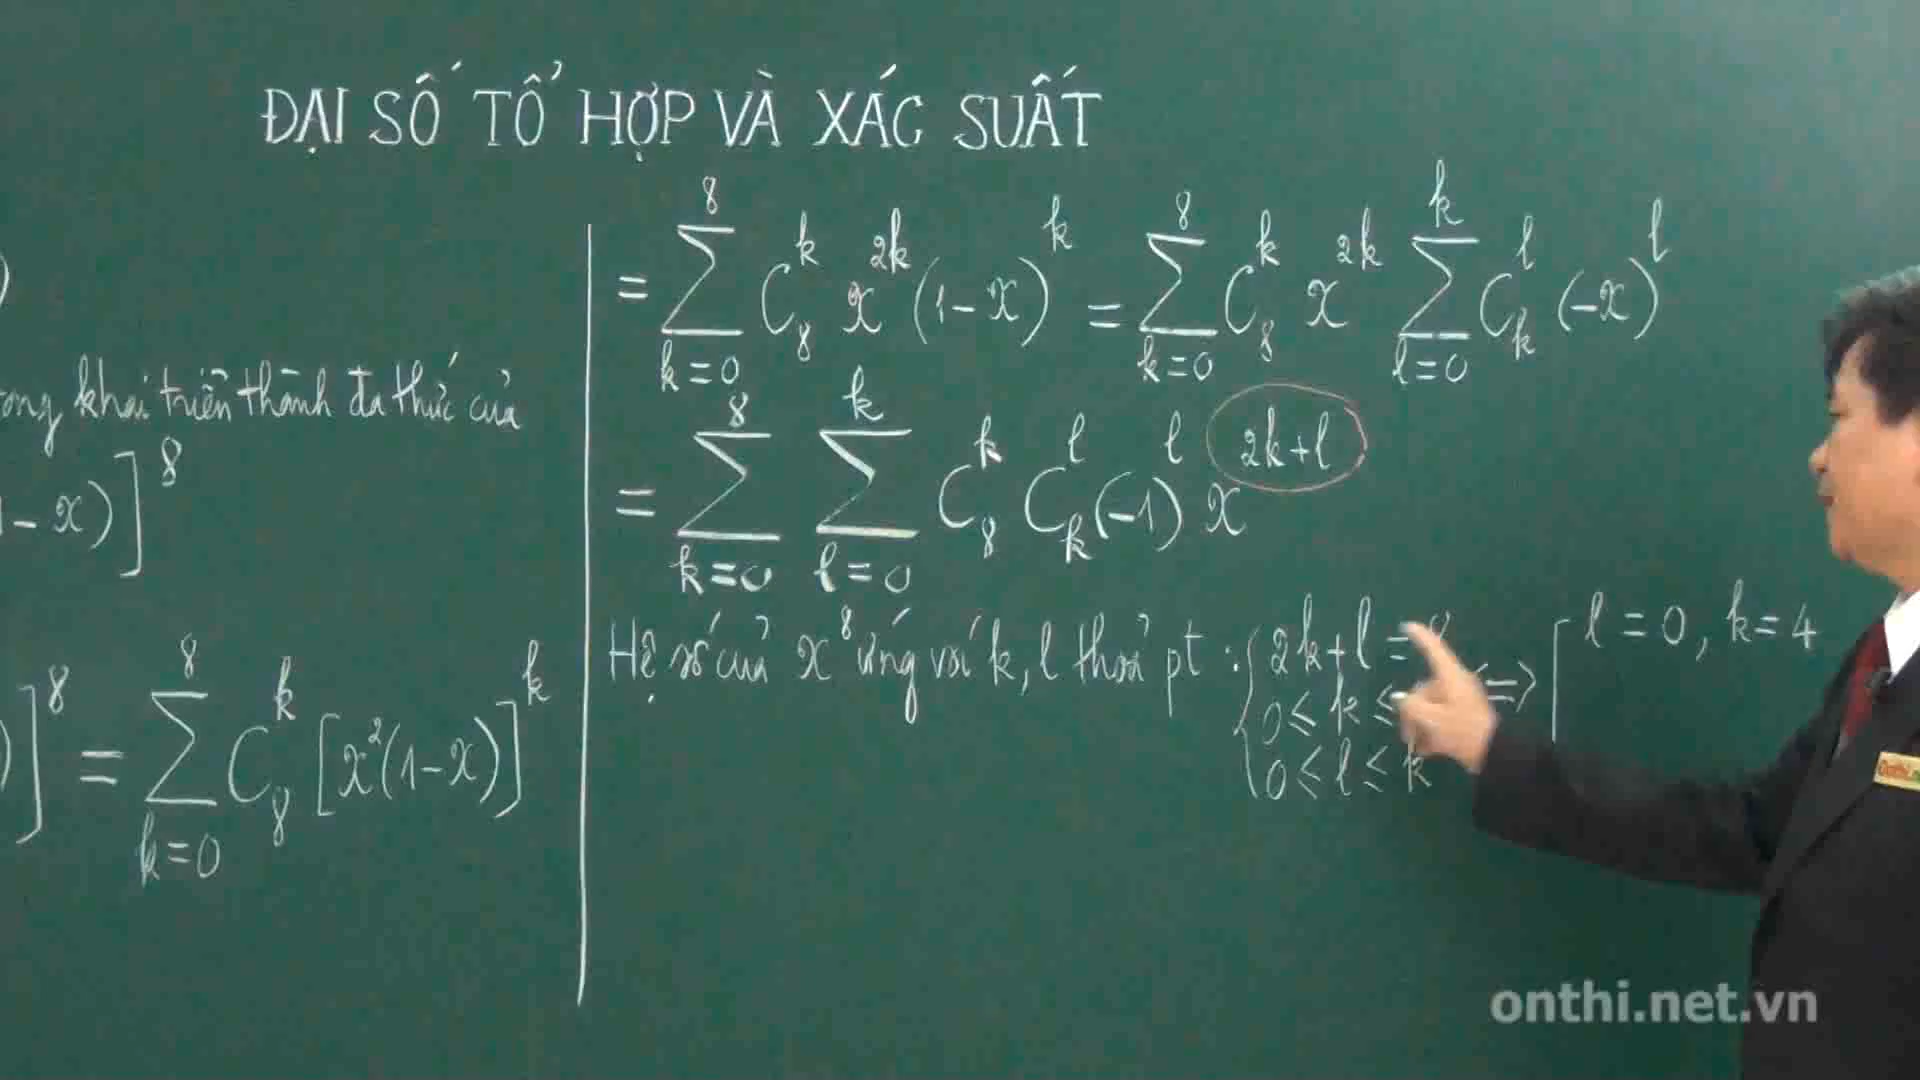 ĐẠI SỐ TỔ HỢP VÀ XÁC SUẤT
)
ong khai triển thành đa thức của
1 - x)]^8
)]^8 = ∑_{k=0}^{8} C_8^k [x^2(1-x)]^k
= ∑_{k=0}^{8} C_8^k x^{2k} (1-x)^k = ∑_{k=0}^{8} C_8^k x^{2k} ∑_{l=0}^{k} C_k^l (-x)^l
= ∑_{k=0}^{8} ∑_{l=0}^{k} C_8^k C_k^l (-1)^l x^{2k+l}
Hệ số của x^8 ứng với k, l thoả pt : { 2k+l =
0 ≤ k ≤
0 ≤ l ≤ k
=> [ l = 0, k = 4
Onthi
onthi.net.vn